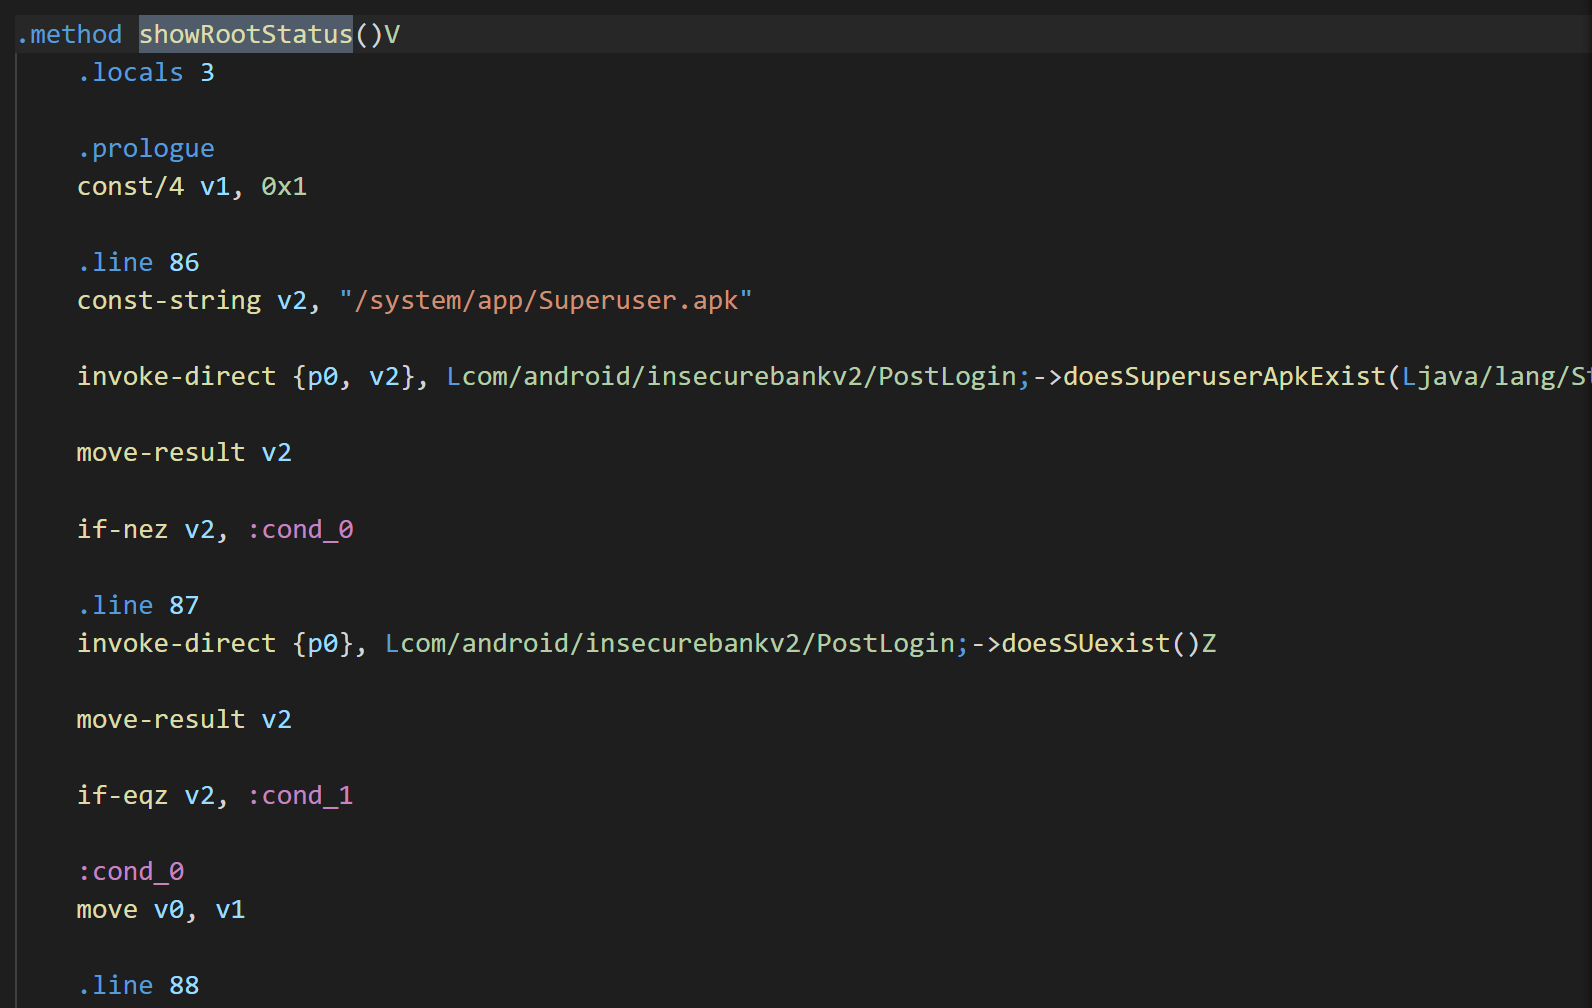 .method showRootStatus()V
.locals 3
.prologue
const/4 v1, 0x1
.line 86
const-string v2, "/system/app/Superuser.apk"
invoke-direct {p0, v2}, Lcom/android/insecurebankv2/PostLogin;->doesSuperuserApkExist(Ljava/lang/St
move-result v2
if-nez v2, :cond_0
.line 87
invoke-direct {p0}, Lcom/android/insecurebankv2/PostLogin;->doesSUexist()Z
move-result v2
if-eqz v2, :cond_1
:cond_0
move v0, v1
.line 88